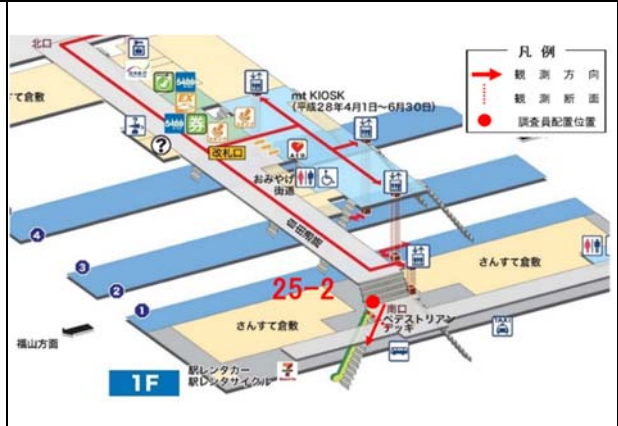 北口
凡 例
観 測 方 向
観 測 断 面
調査員配置位置
mt KIOSK
(平成28年4月1日~6月30日)
5489
EX
すて倉敷
5489
券
?
改札口
AED
おみやげ
街道
4
3
2
1
さんすて倉敷
25-2
南口
ペデストリアン
デッキ
さんすて倉敷
TAXI
福山方面
1F
駅レンタカー
駅レンタサイクル